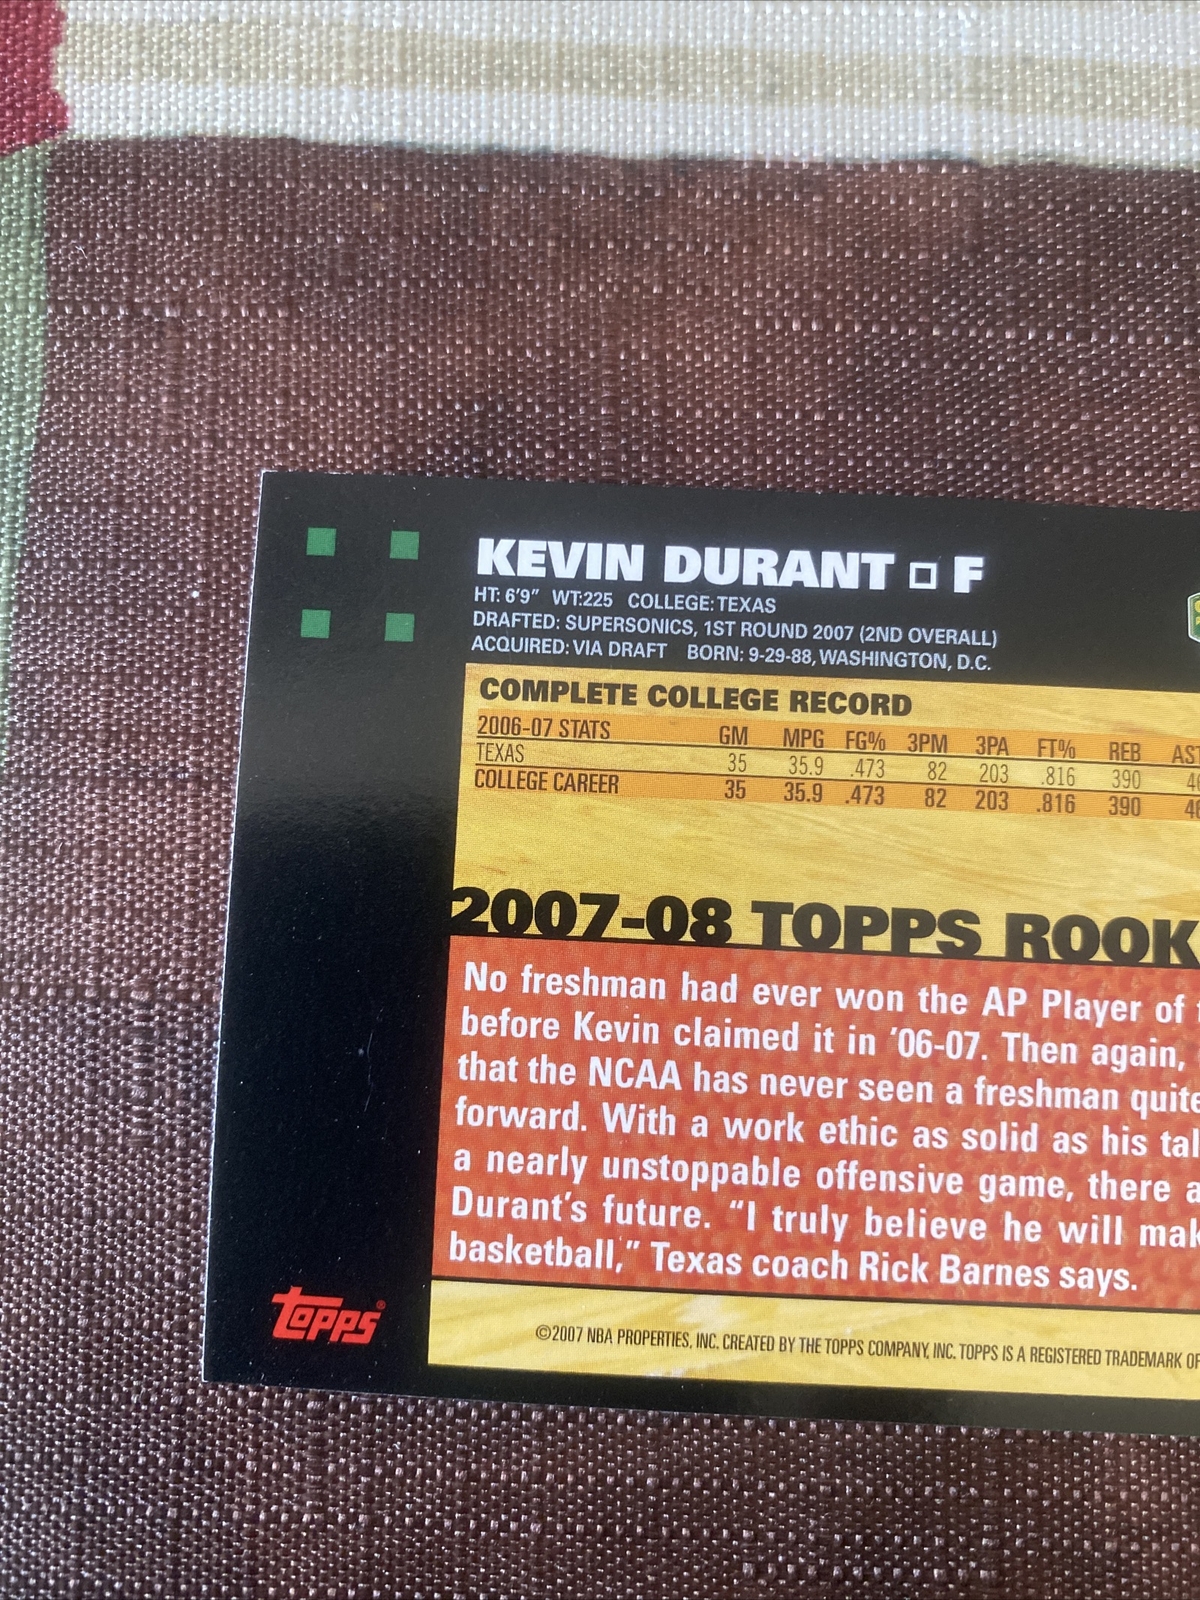 KEVIN DURANT □ F
HT: 6'9" WT:225 COLLEGE: TEXAS
DRAFTED: SUPERSONICS, 1ST ROUND 2007 (2ND OVERALL)
ACQUIRED: VIA DRAFT BORN: 9-29-88, WASHINGTON, D.C.
COMPLETE COLLEGE RECORD
2006-07 STATS GM MPG FG% 3PM 3PA FT% REB AST
TEXAS 35 35.9 .473 82 203 .816 390
COLLEGE CAREER 35 35.9 .473 82 203 .816 390
2007-08 TOPPS ROOK
No freshman had ever won the AP Player of
before Kevin claimed it in '06-07. Then again,
that the NCAA has never seen a freshman quite
forward. With a work ethic as solid as his
a nearly unstoppable offensive game, there
Durant's future. "I truly believe he will
basketball," Texas coach Rick Barnes says.
TOPPS®
©2007 NBA PROPERTIES, INC. CREATED BY THE TOPPS COMPANY, INC. TOPPS IS A REGISTERED TRADEMARK OF